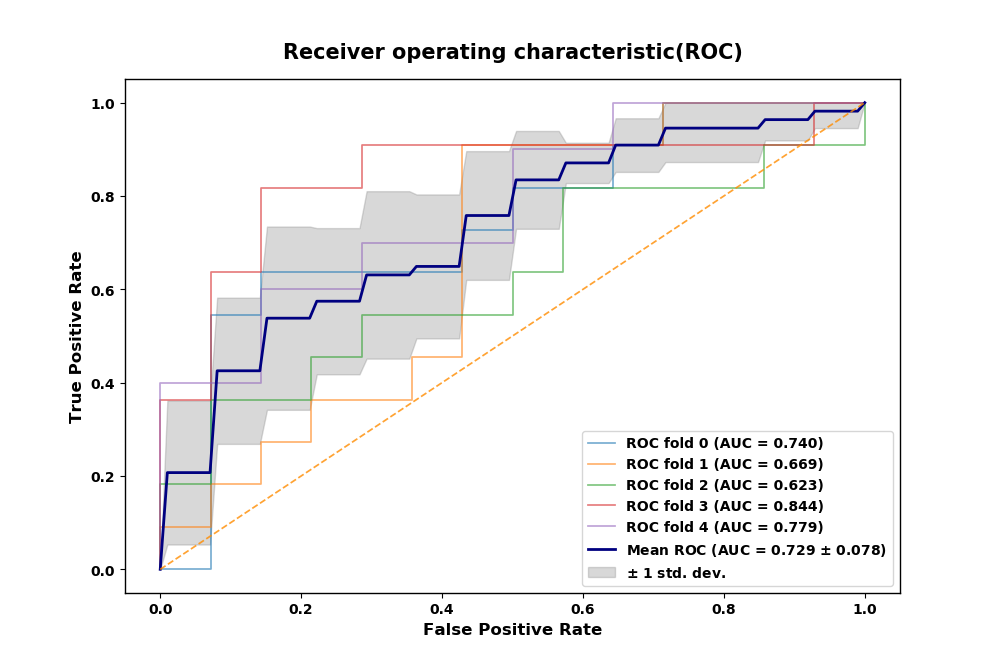 Receiver operating characteristic(ROC)
1.0
0.8
0.6
0.4
0.2
0.0
True Positive Rate
0.0 0.2 0.4 0.6 0.8 1.0
False Positive Rate
ROC fold 0 (AUC = 0.740)
ROC fold 1 (AUC = 0.669)
ROC fold 2 (AUC = 0.623)
ROC fold 3 (AUC = 0.844)
ROC fold 4 (AUC = 0.779)
Mean ROC (AUC = 0.729 ± 0.078)
± 1 std. dev.